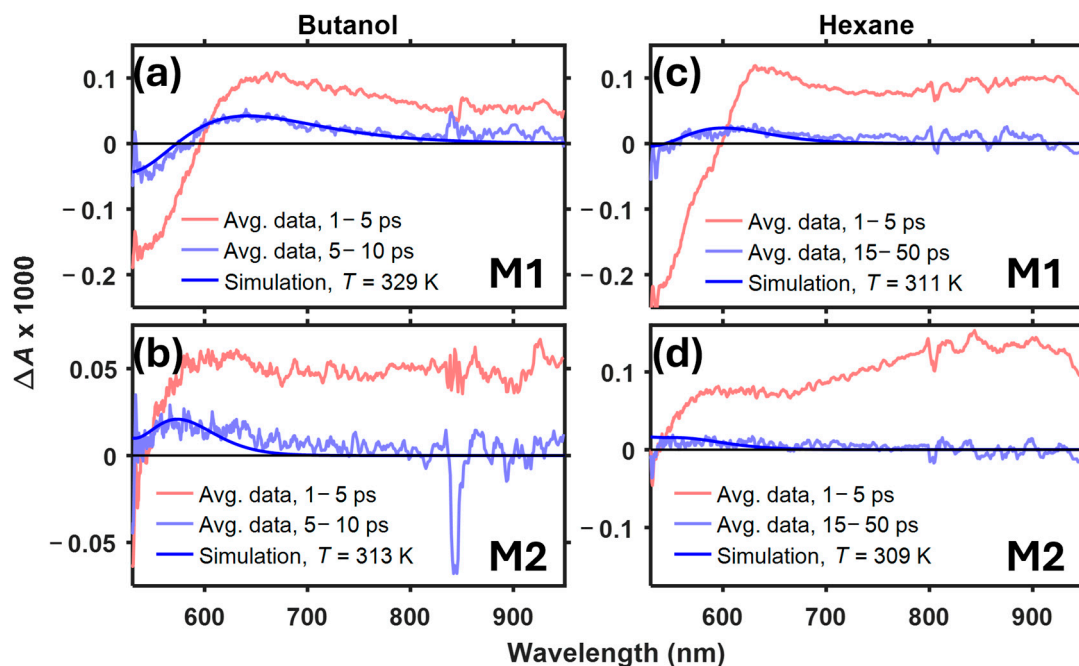 Butanol
Hexane
(a)
0.1
0
−0.1
−0.2
Avg. data, 1−5 ps
Avg. data, 5−10 ps
Simulation, T = 329 K
M1
(c)
0.1
0
−0.1
−0.2
Avg. data, 1−5 ps
Avg. data, 15−50 ps
Simulation, T = 311 K
M1
(b)
0.05
0
−0.05
Avg. data, 1−5 ps
Avg. data, 5−10 ps
Simulation, T = 313 K
M2
600 700 800 900
(d)
0.1
0
−0.1
Avg. data, 1−5 ps
Avg. data, 15−50 ps
Simulation, T = 309 K
M2
600 700 800 900
△A x 1000
Wavelength (nm)